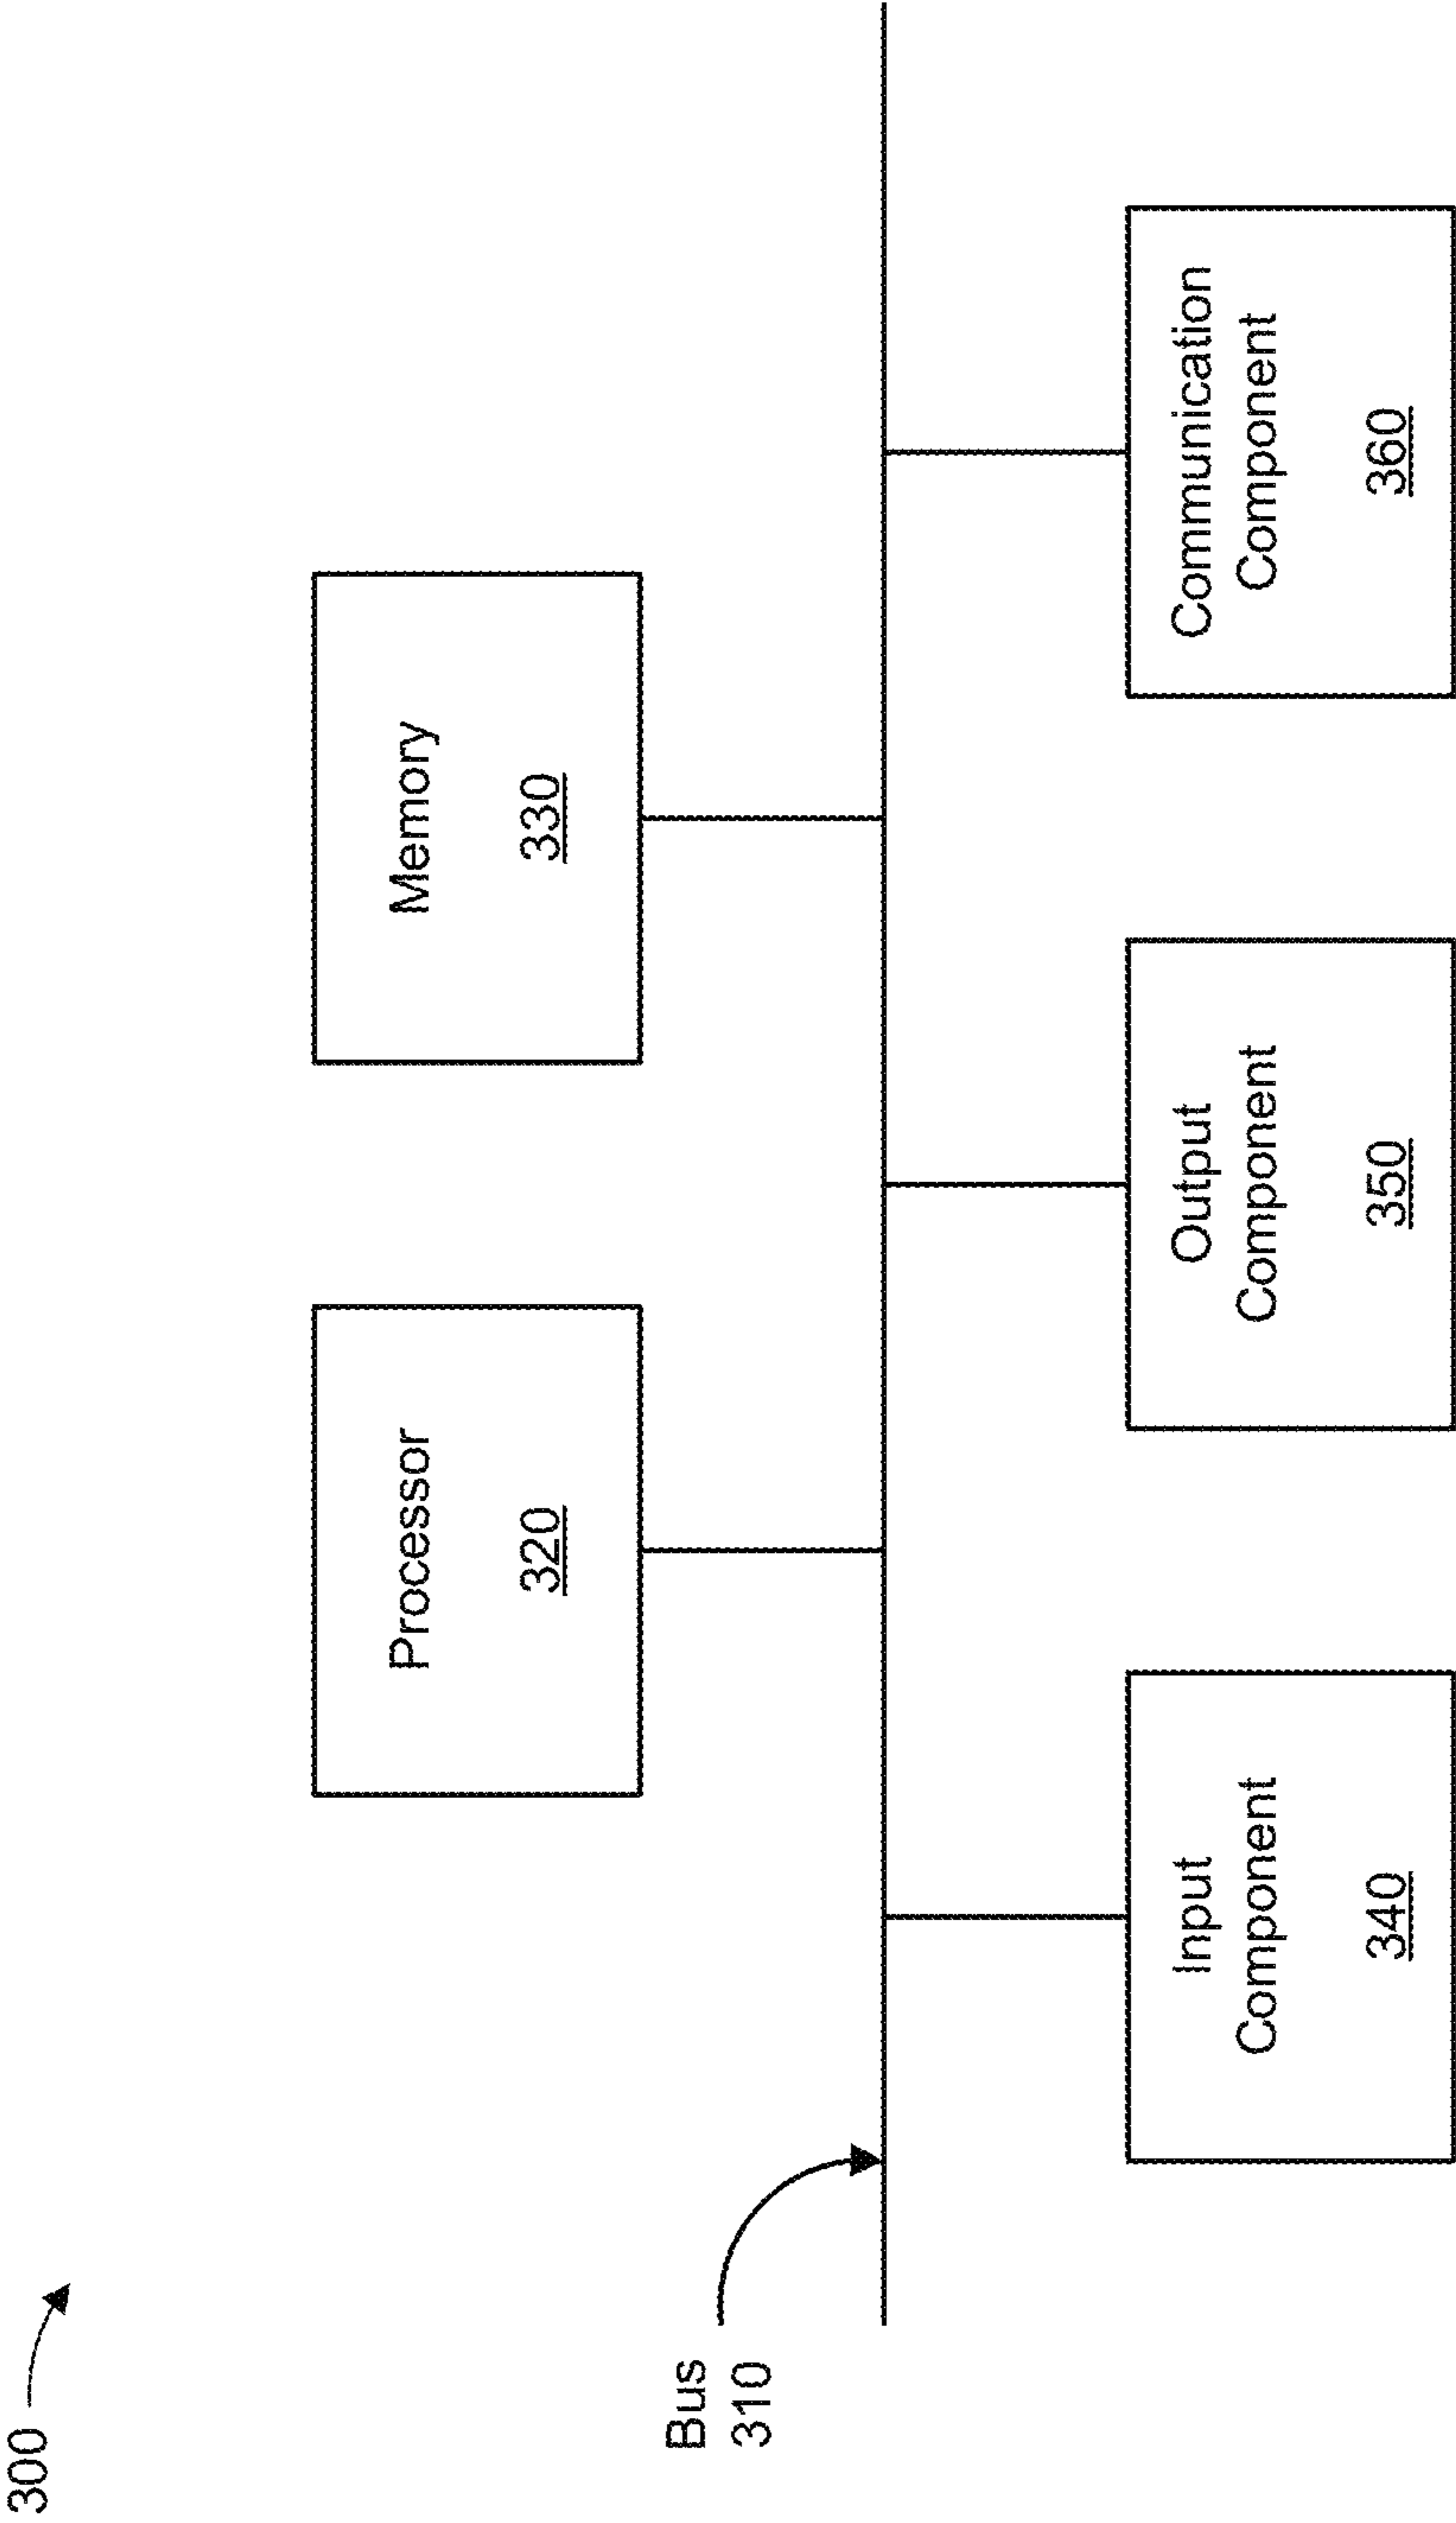 300
Processor
320
Memory
330
Bus
310
Input
Component
340
Output
Component
350
Communication
Component
360